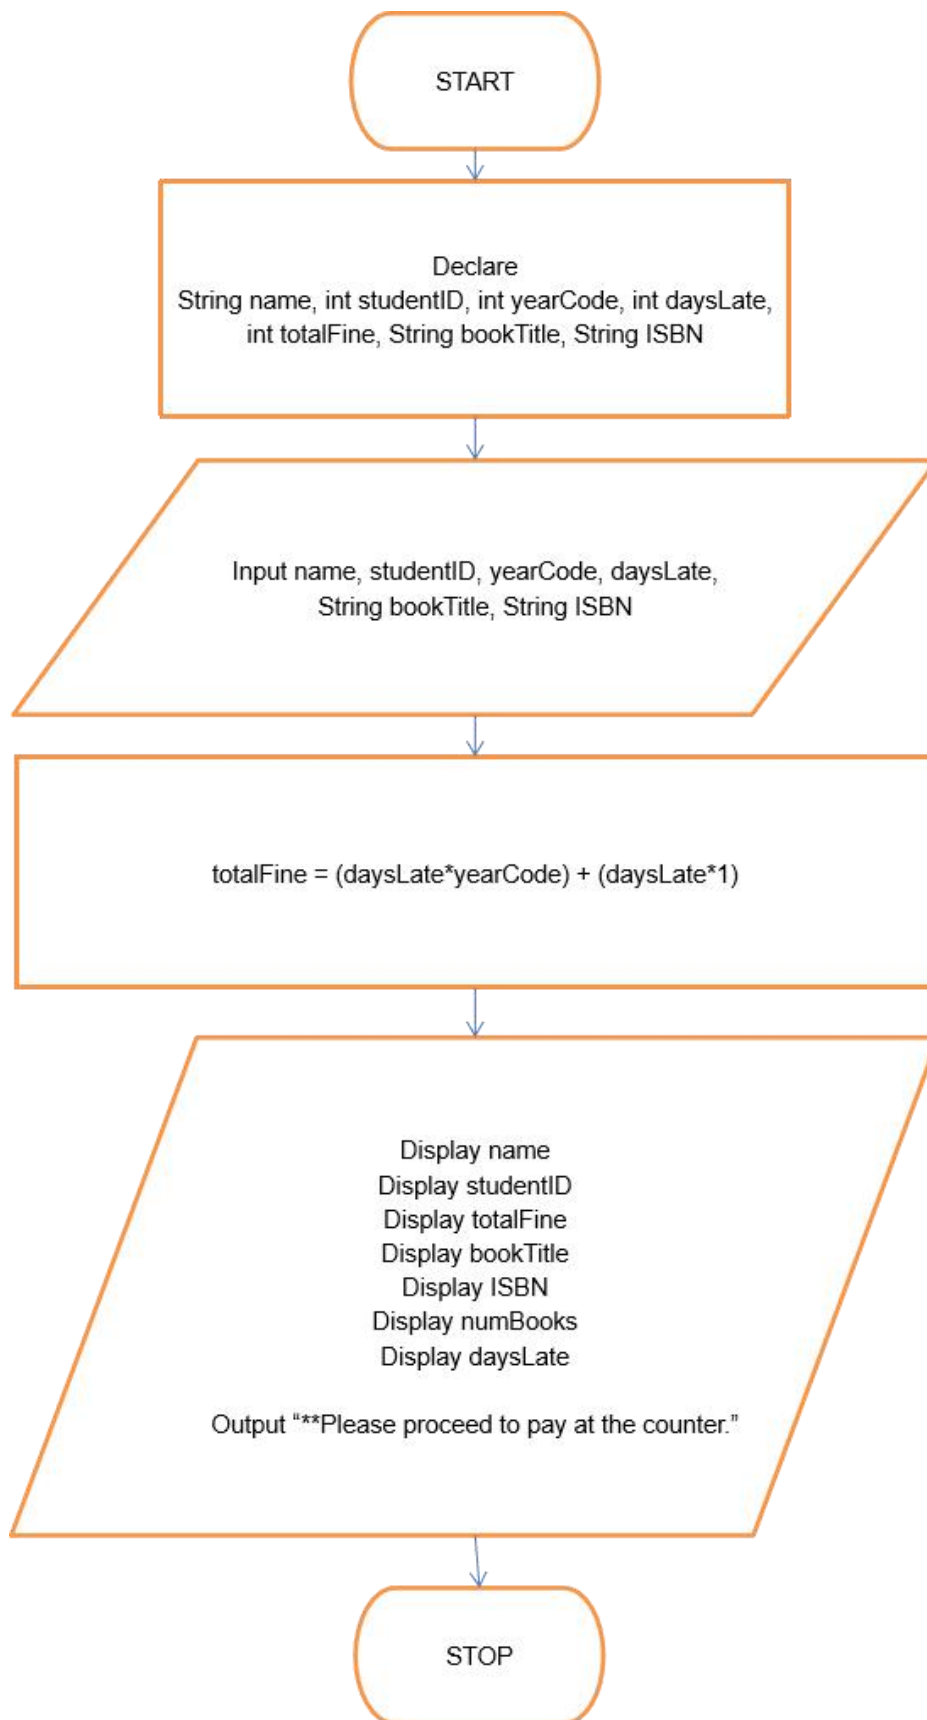 START
Declare
String name, int studentID, int yearCode, int daysLate,
int totalFine, String bookTitle, String ISBN
Input name, studentID, yearCode, daysLate,
String bookTitle, String ISBN
totalFine = (daysLate*yearCode) + (daysLate*1)
Display name
Display studentID
Display totalFine
Display bookTitle
Display ISBN
Display numBooks
Display daysLate
Output “**Please proceed to pay at the counter.”
STOP